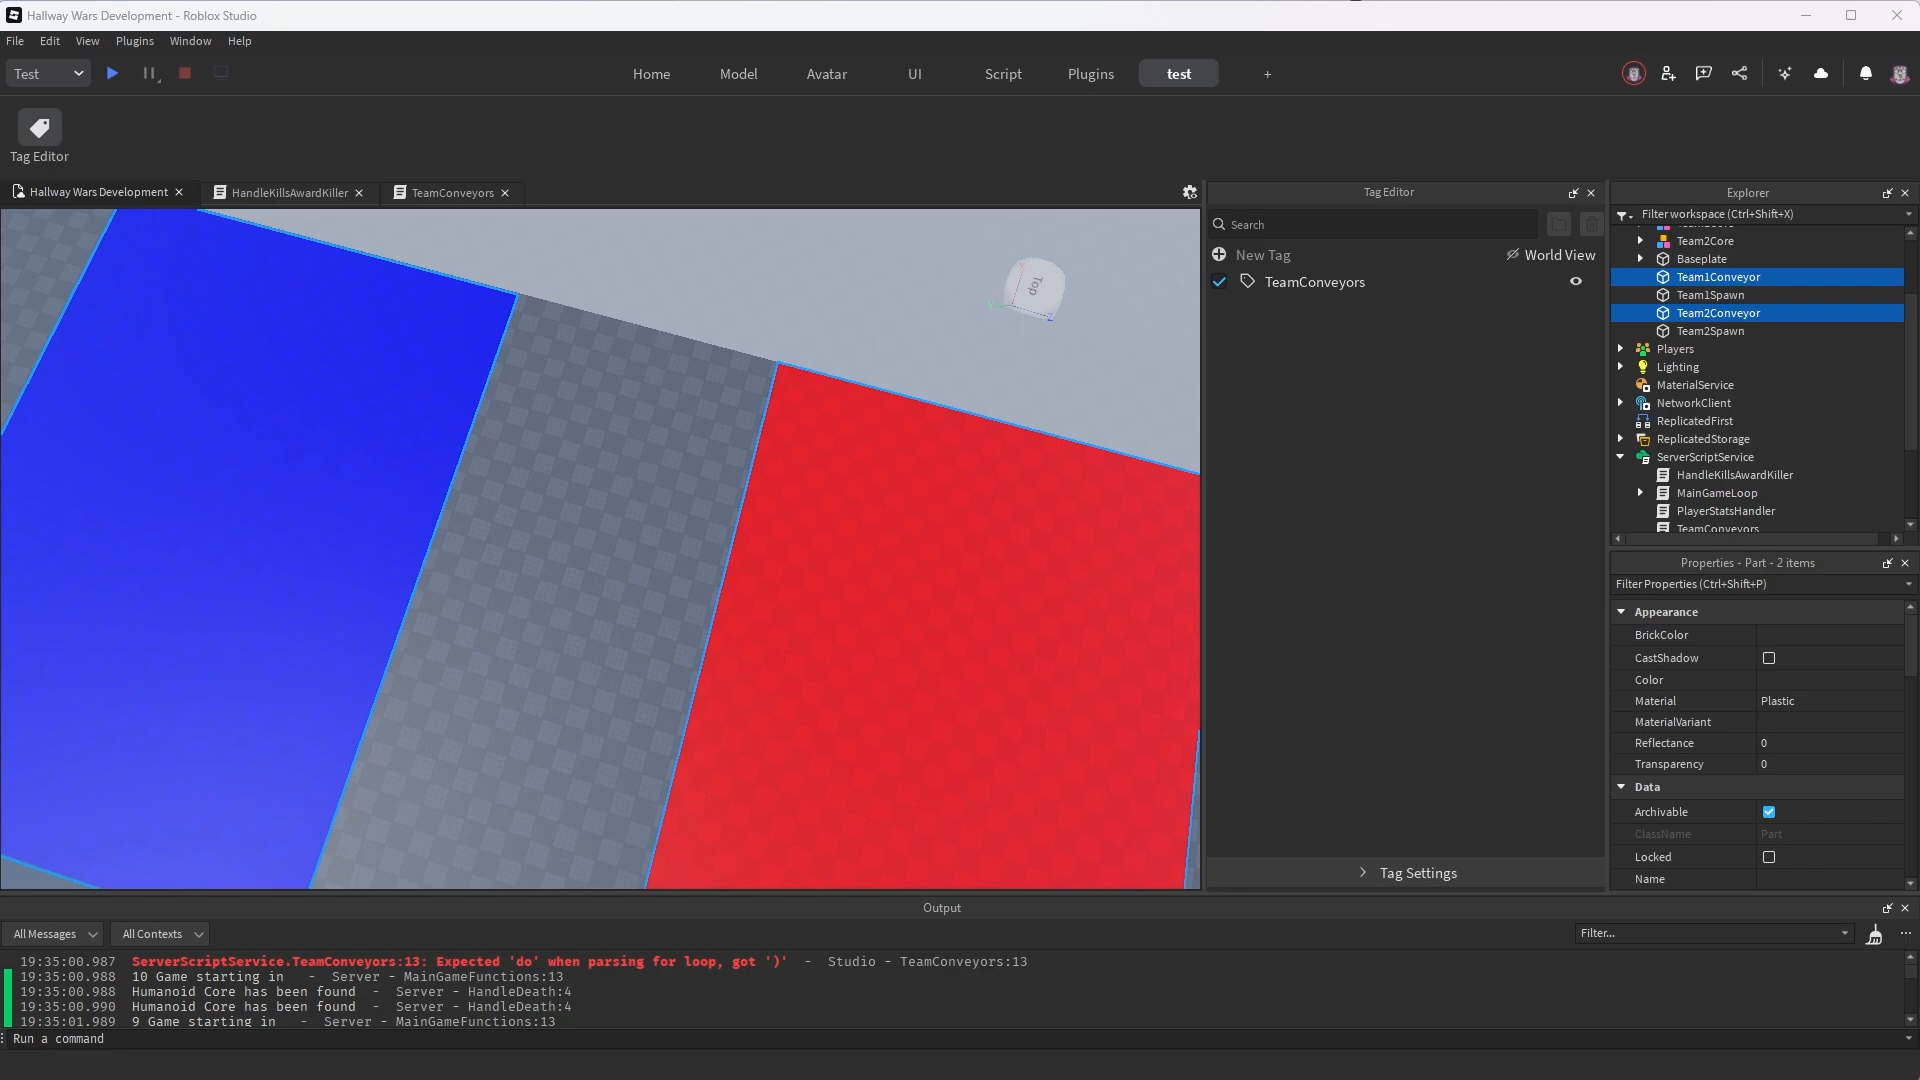 Hallway Wars Development - Roblox Studio
File Edit View Plugins Window Help
Test
Home Model Avatar UI Script Plugins test +
Tag Editor
Hallway Wars Development
HandleKillsAwardKiller
TeamConveyors
Top
Y
Z
Tag Editor
Search
New Tag
World View
TeamConveyors
Tag Settings
Explorer
Filter workspace (Ctrl+Shift+X)
Team2Core
Baseplate
Team1Conveyor
Team1Spawn
Team2Conveyor
Team2Spawn
Players
Lighting
MaterialService
NetworkClient
ReplicatedFirst
ReplicatedStorage
ServerScriptService
HandleKillsAwardKiller
MainGameLoop
PlayerStatsHandler
TeamConveyors
Properties - Part - 2 items
Filter Properties (Ctrl+Shift+P)
Appearance
BrickColor
CastShadow
Color
Material Plastic
MaterialVariant
Reflectance 0
Transparency 0
Data
Archivable
ClassName Part
Locked
Name
Output
All Messages
All Contexts
Filter...
19:35:00.987 ServerScriptService.TeamConveyors:13: Expected 'do' when parsing for loop, got ')' - Studio - TeamConveyors:13
19:35:00.988 10 Game starting in - Server - MainGameFunctions:13
19:35:00.988 Humanoid Core has been found - Server - HandleDeath:4
19:35:00.990 Humanoid Core has been found - Server - HandleDeath:4
19:35:01.989 9 Game starting in - Server - MainGameFunctions:13
Run a command